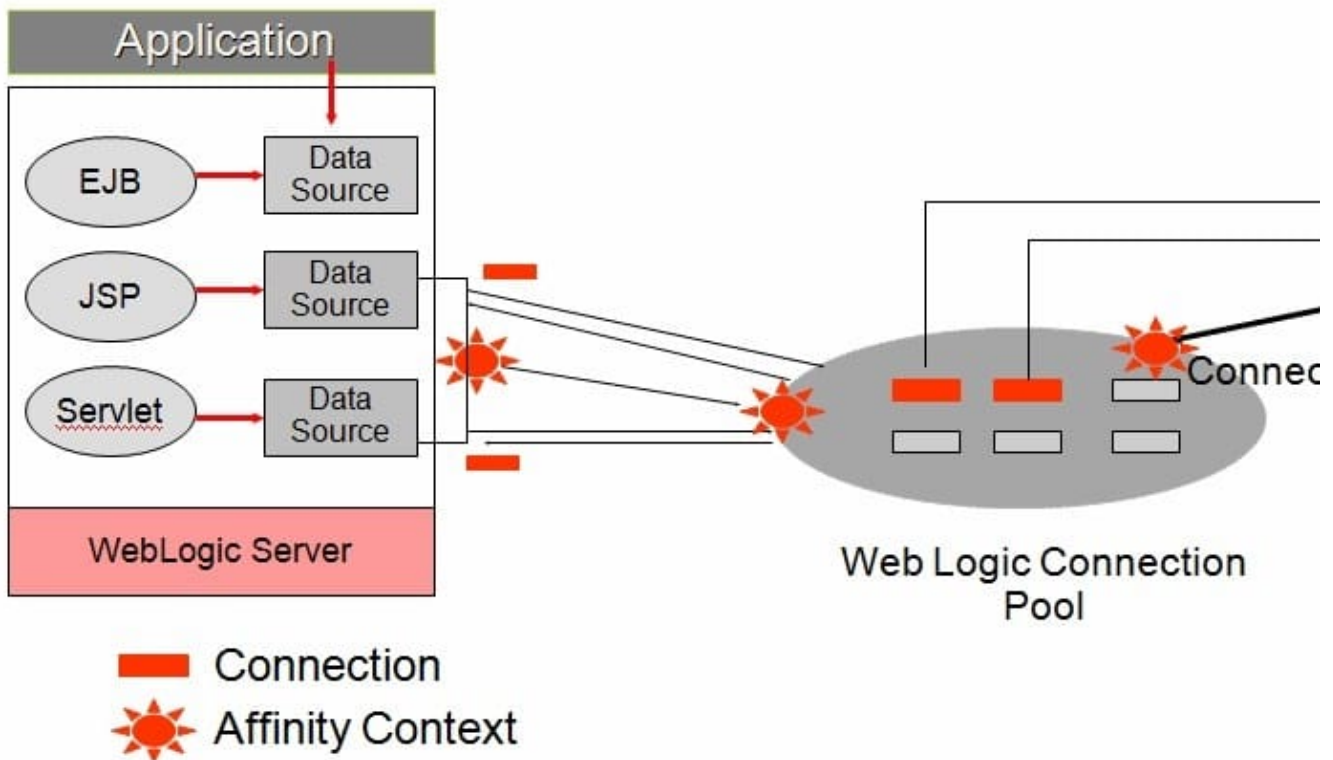 Application
EJB
Data
Source
JSP
Data
Source
Servlet
Data
Source
WebLogic Server
Connec
Web Logic Connection
Pool
Connection
Affinity Context